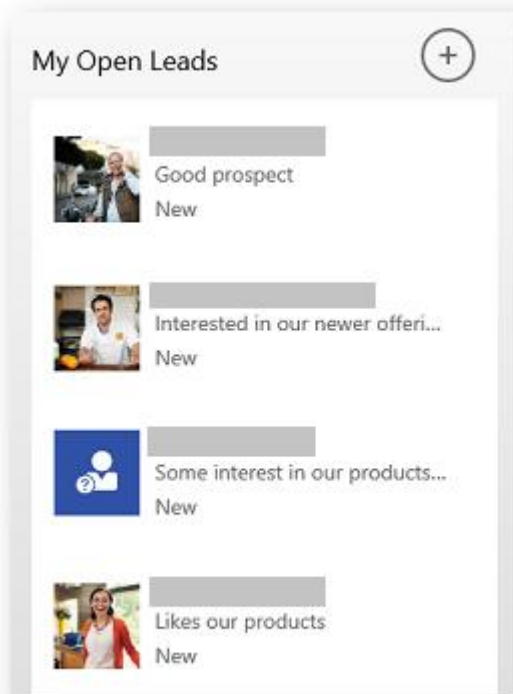 My Open Leads
Good prospect
New
Interested in our newer offeri...
New
Some interest in our products...
New
Likes our products
New